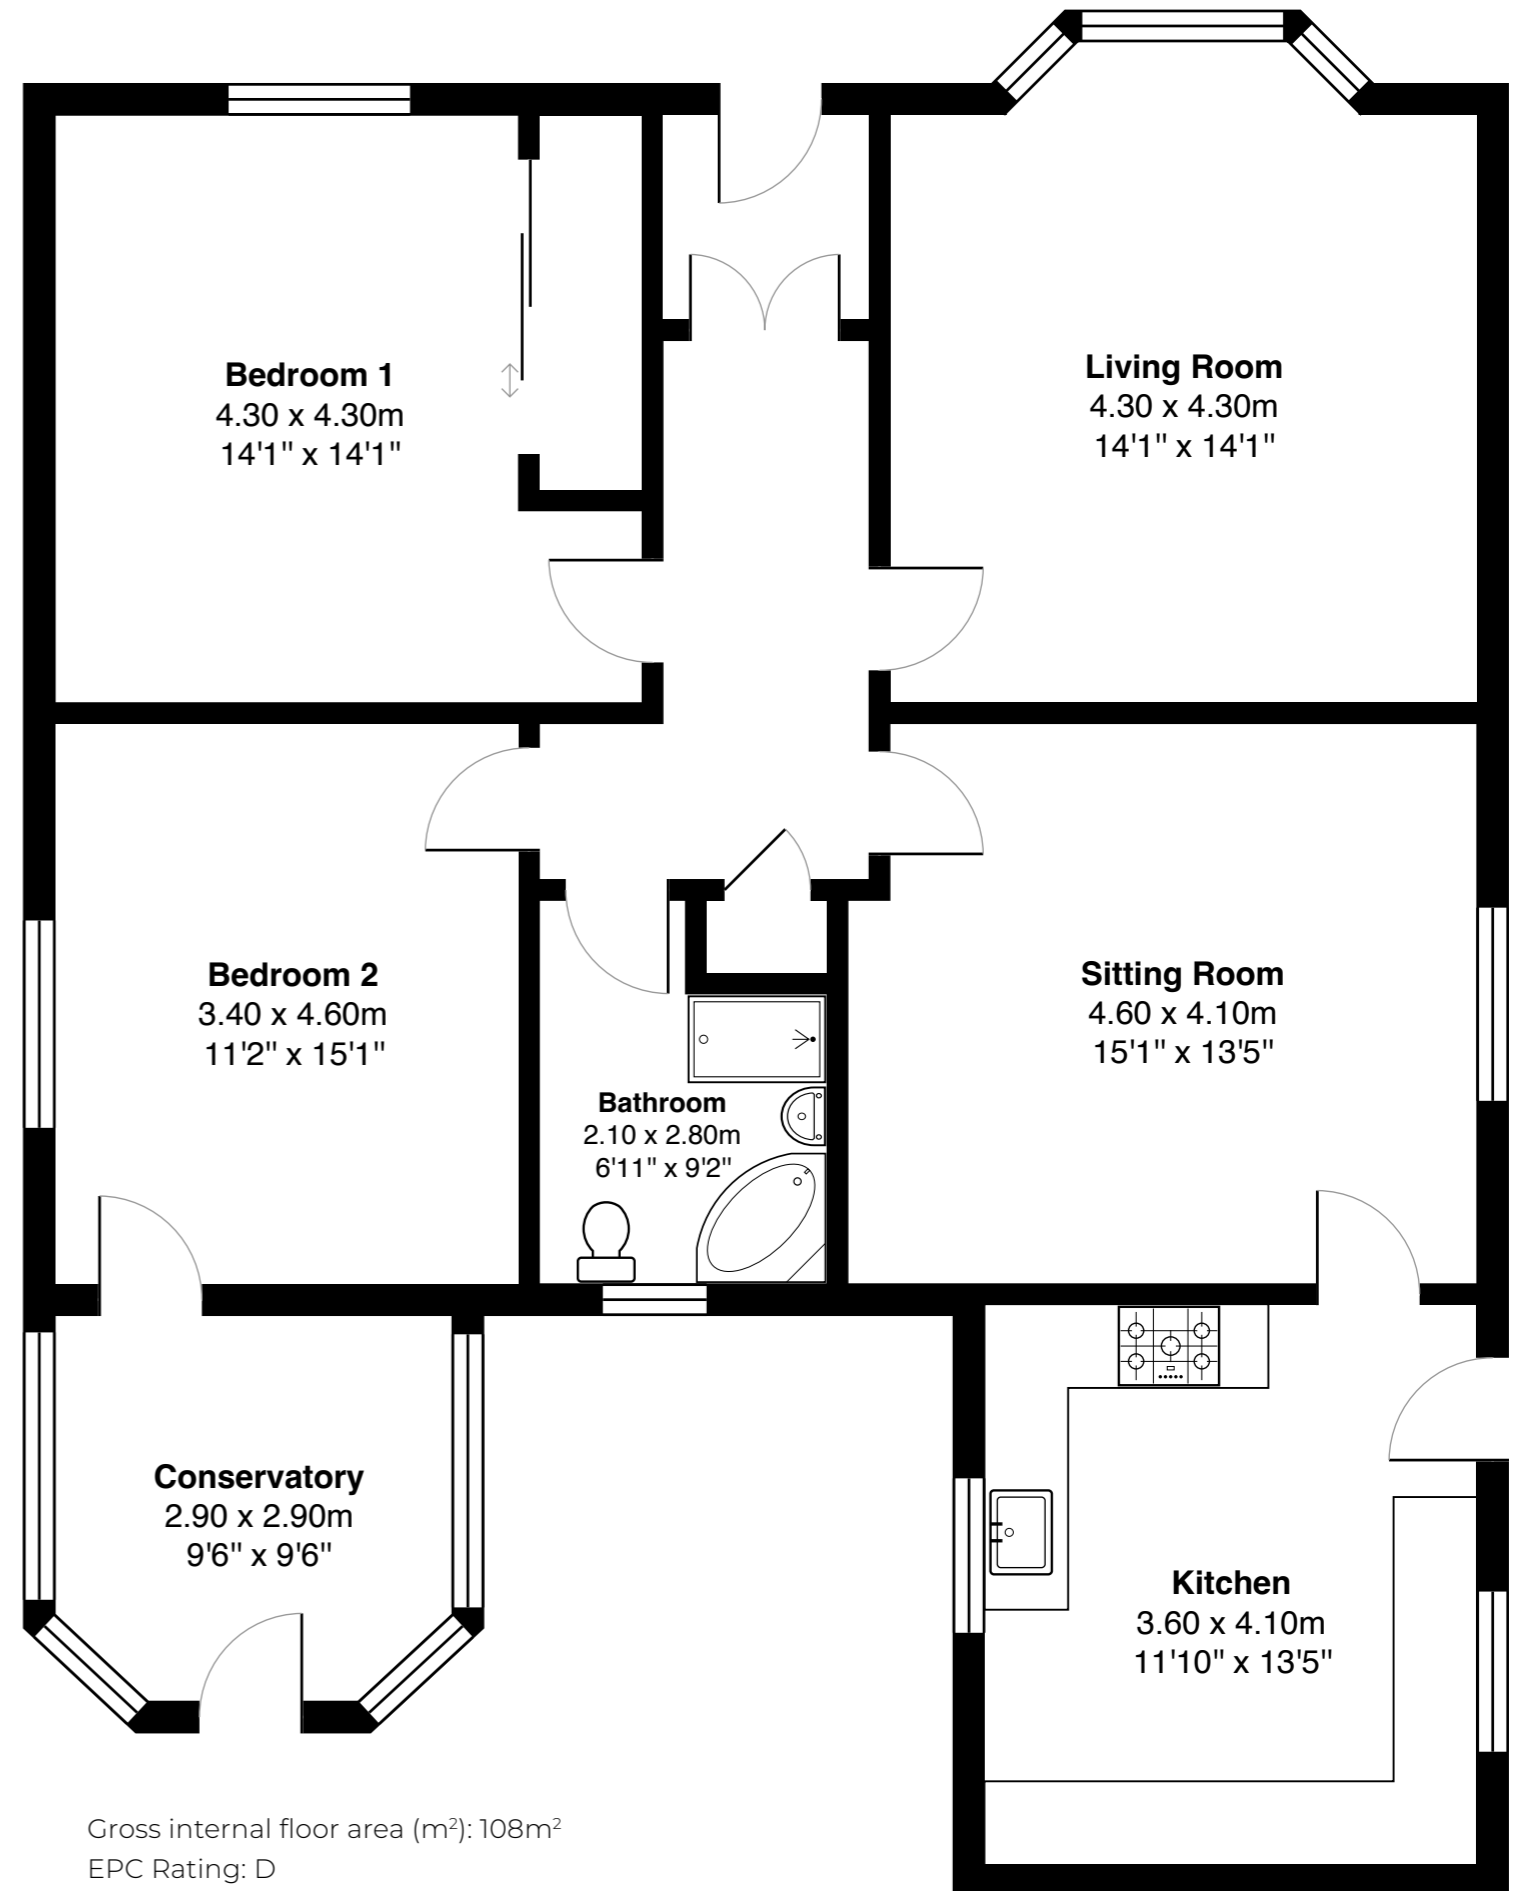 Bedroom 1
4.30 x 4.30m
14'1" x 14'1"
Living Room
4.30 x 4.30m
14'1" x 14'1"
Bedroom 2
3.40 x 4.60m
11'2" x 15'1"
Sitting Room
4.60 x 4.10m
15'1" x 13'5"
Bathroom
2.10 x 2.80m
6'11" x 9'2"
Conservatory
2.90 x 2.90m
9'6" x 9'6"
Kitchen
3.60 x 4.10m
11'10" x 13'5"
Gross internal floor area (m²): 108m²
EPC Rating: D